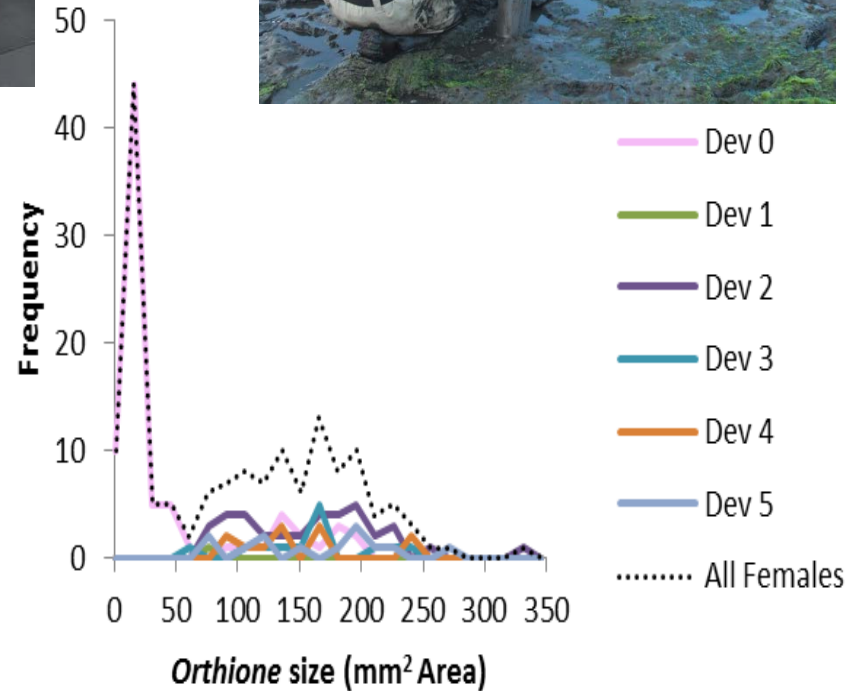 50
40
30
20
10
0
Frequency
0 50 100 150 200 250 300 350
Orthione size (mm² Area)
Dev 0
Dev 1
Dev 2
Dev 3
Dev 4
Dev 5
All Females